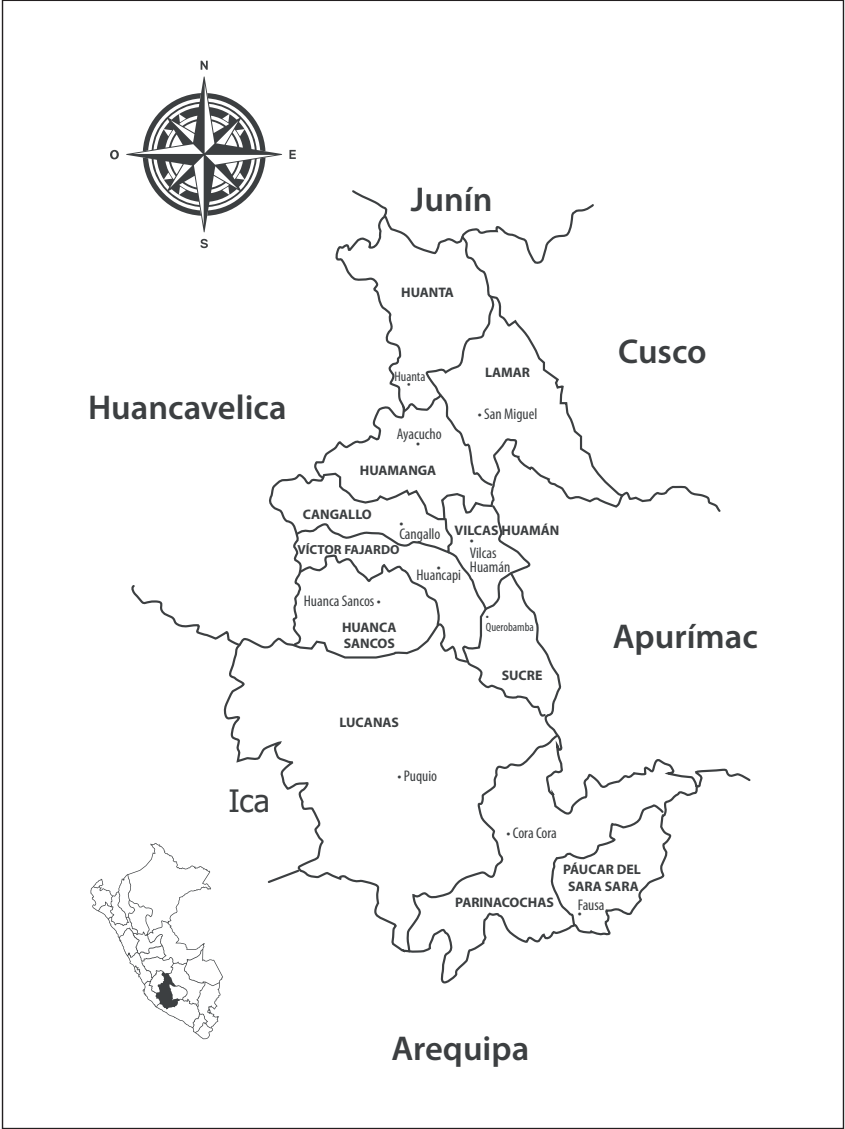 N
O
E
S
Junín
HUANTA
Cusco
LAMAR
Huanta
Huancavelica
San Miguel
Ayacucho
HUAMANGA
CANGALLO
Cangallo
VILCAS HUAMÁN
VÍCTOR FAJARDO
Vilcas
Huamán
Huancapi
Huanca Sancos
HUANCA
SANCOS
Querobamba
Apurímac
SUCRE
LUCANAS
Puquio
Ica
Cora Cora
PÁUCAR DEL
SARA SARA
PARINACOCHAS
Fausa
Arequipa